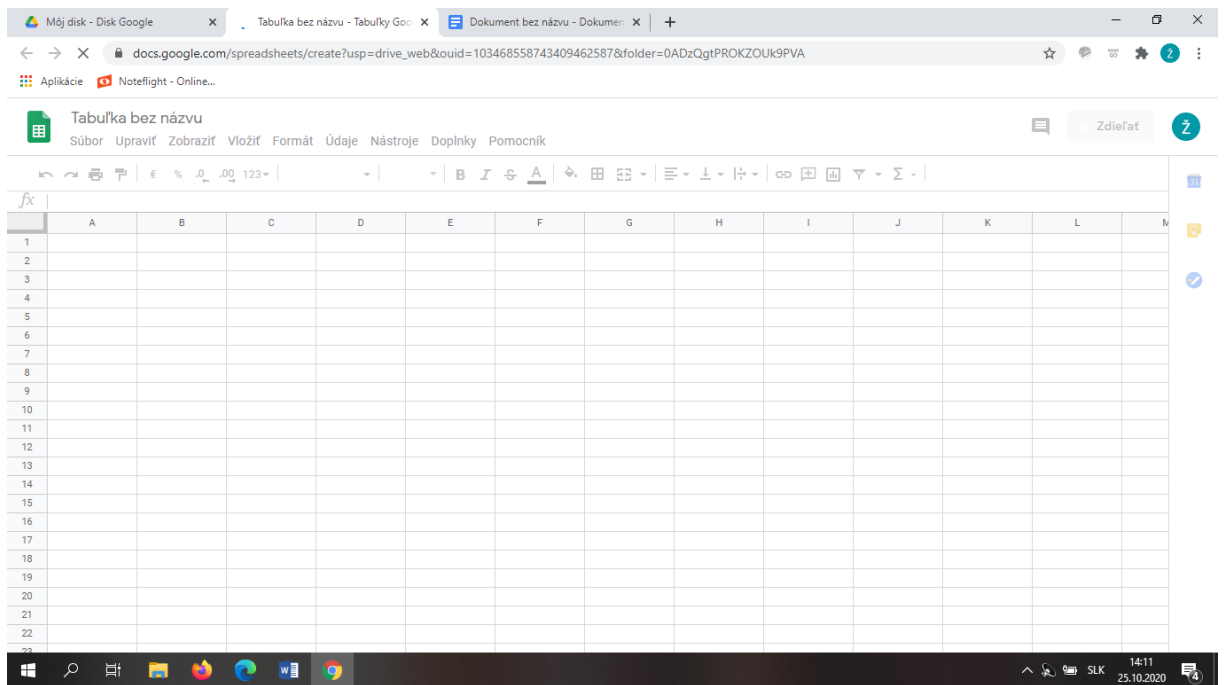 Môj disk - Disk Google
Tabuľka bez názvu - Tabuľky Goo
Dokument bez názvu - Dokumen
docs.google.com/spreadsheets/create?usp=drive_web&ouid=103468558743409462587&folder=0ADzQgtPROKZOUk9PVA
Ž
Aplikácie Noteflight - Online...
Tabuľka bez názvu
Súbor Upraviť Zobraziť Vložiť Formát Údaje Nástroje Doplnky Pomocník
Zdieľať
Ž
€ % .0 .00 123 B I S A Σ
31
fx
A B C D E F G H I J K L M
1
2
3
4
5
6
7
8
9
10
11
12
13
14
15
16
17
18
19
20
21
22
23
W SLK
14:11
25.10.2020
4